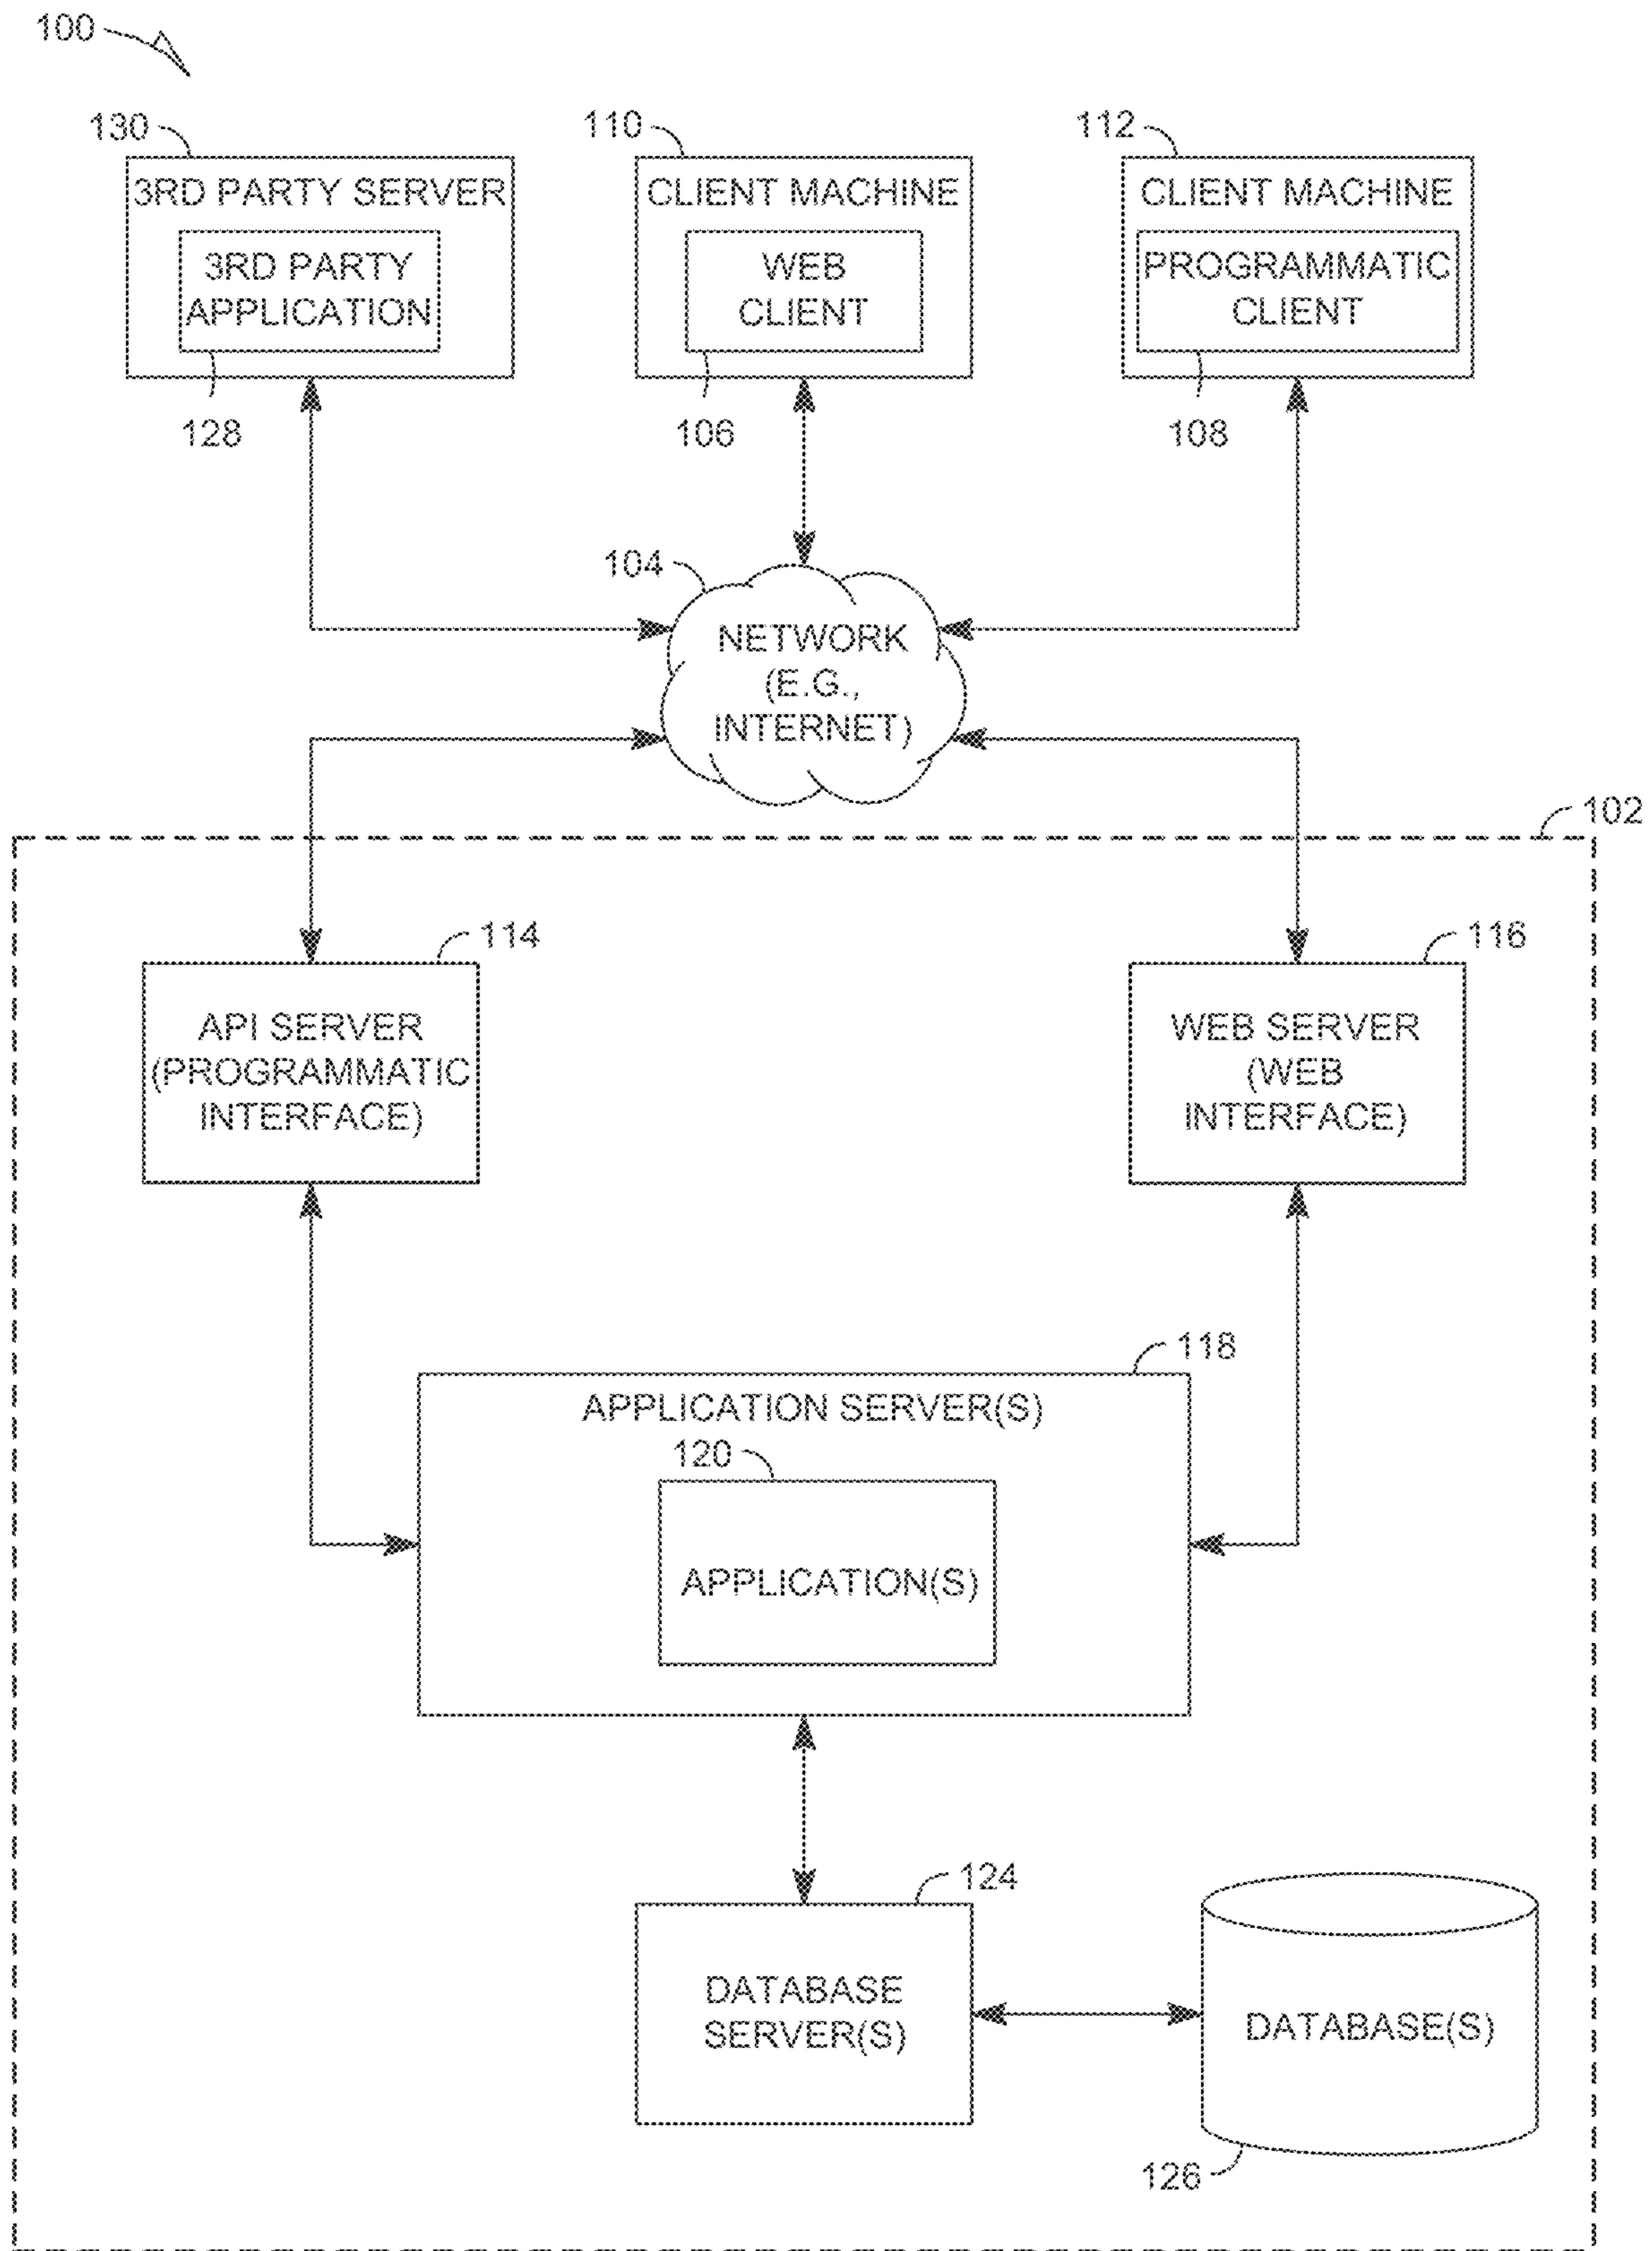 100
130
110
112
3RD PARTY SERVER
CLIENT MACHINE
CLIENT MACHINE
3RD PARTY
APPLICATION
WEB
CLIENT
PROGRAMMATIC
CLIENT
128
106
108
104
NETWORK
(E.G.,
INTERNET)
102
114
116
API SERVER
(PROGRAMMATIC
INTERFACE)
WEB SERVER
(WEB
INTERFACE)
118
APPLICATION SERVER(S)
120
APPLICATION(S)
124
DATABASE
SERVER(S)
DATABASE(S)
126